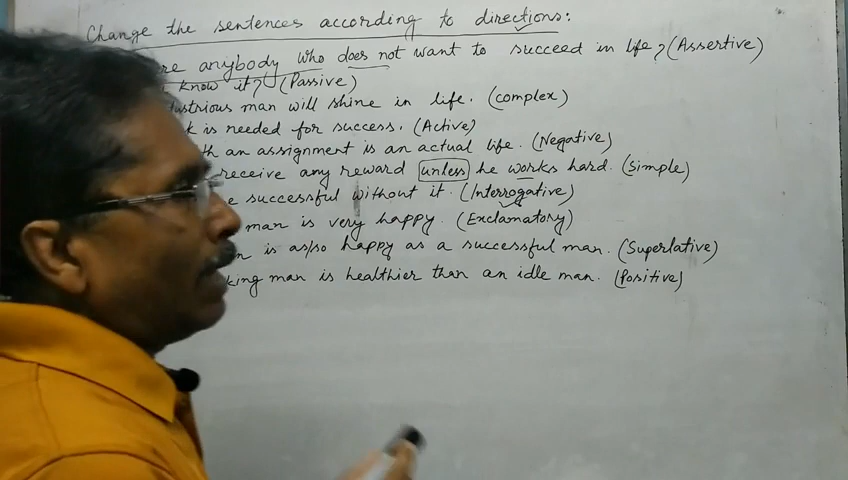 Change the sentences according to directions:
anybody who does not want to succeed in life? (Assertive)
know it? (Passive)
man will shine in life. (complex)
is needed for success. (Active)
an assignment is an actual life. (Negative)
receive any reward unless he works hard. (Simple)
successful without it. (Interrogative)
man is very happy. (Exclamatory)
is as/so happy as a successful man. (Superlative)
man is healthier than an idle man. (Positive)